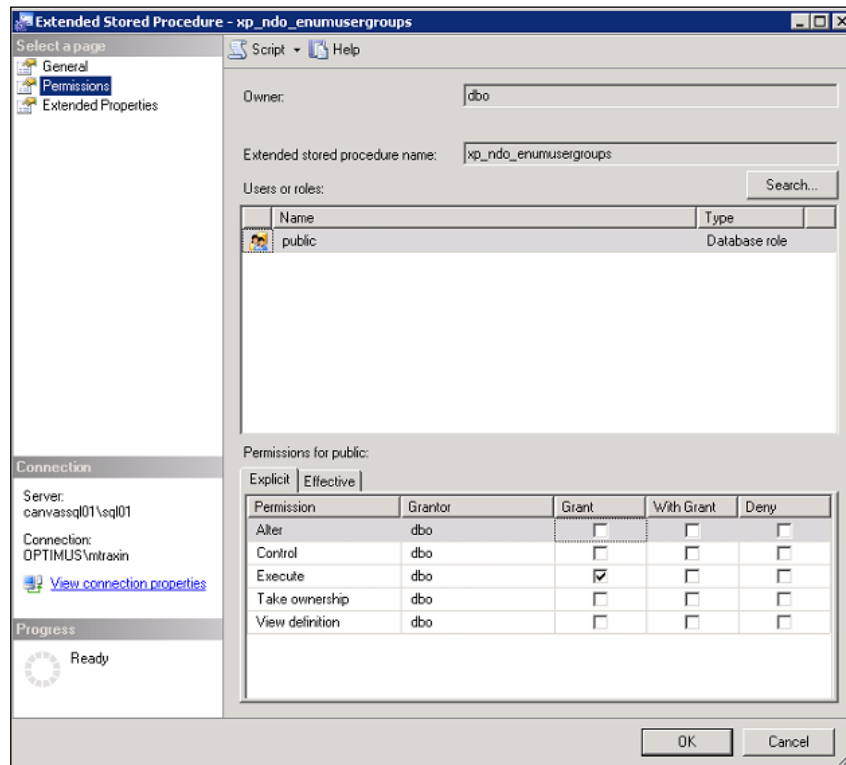 Extended Stored Procedure - xp_ndo_enumusergroups
Select a page
General
Permissions
Extended Properties
Script Help
Owner: dbo
Extended stored procedure name: xp_ndo_enumusergroups
Users or roles: Search...
Name Type
public Database role
Permissions for public:
Explicit Effective
Permission Grantor Grant With Grant Deny
Alter dbo
Control dbo
Execute dbo
Take ownership dbo
View definition dbo
Connection
Server:
canvassql01\sql01
Connection:
OPTIMUS\mtraxin
View connection properties
Progress
Ready
OK Cancel